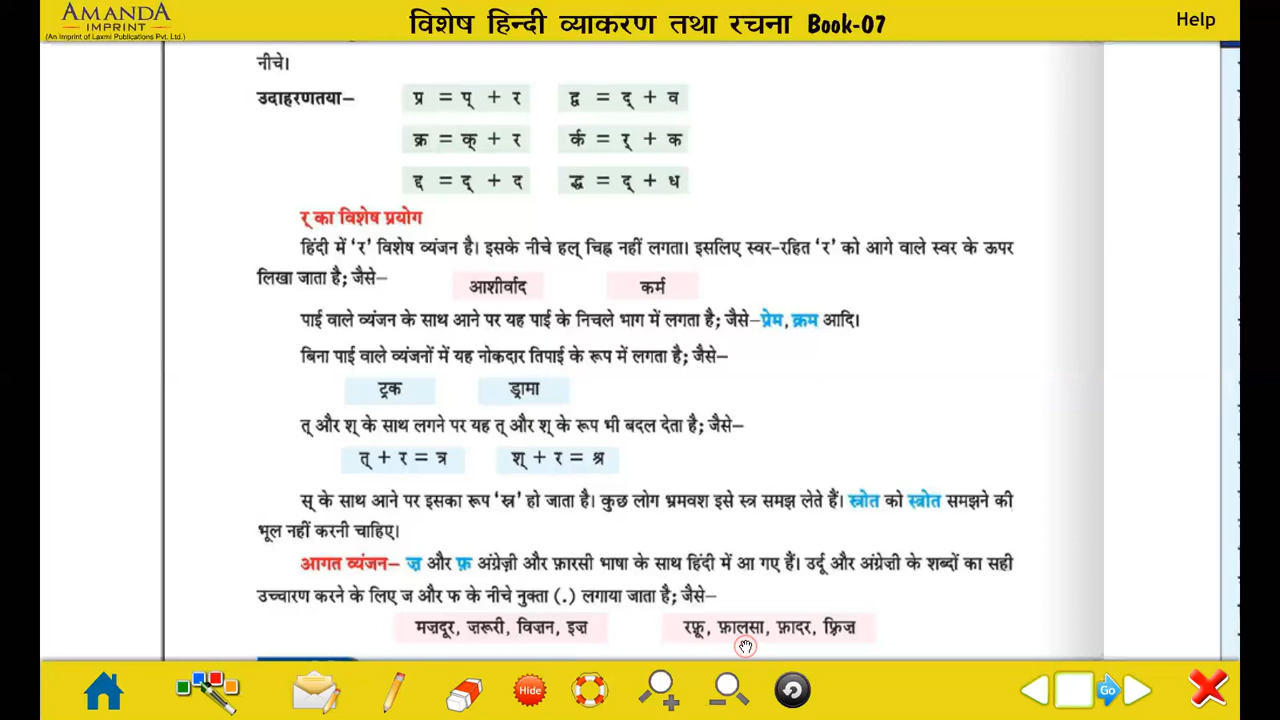 AMANDA
IMPRINT
(An Imprint of Laxmi Publications Pvt. Ltd.)
विशेष हिन्दी व्याकरण तथा रचना Book-07
Help
नीचे।
उदाहरणतया– प्र = प् + र द्व = द् + व
क्र = क् + र र्क = र् + क
द्द = द् + द द्ध = द् + ध
र् का विशेष प्रयोग
हिंदी में ‘र’ विशेष व्यंजन है। इसके नीचे हल् चिह्न नहीं लगता। इसलिए स्वर-रहित ‘र’ को आगे वाले स्वर के ऊपर
लिखा जाता है; जैसे– आशीर्वाद कर्म
पाई वाले व्यंजन के साथ आने पर यह पाई के निचले भाग में लगता है; जैसे–प्रेम, क्रम आदि।
बिना पाई वाले व्यंजनों में यह नोकदार तिपाई के रूप में लगता है; जैसे–
ट्रक ड्रामा
त् और श् के साथ लगने पर यह त् और श् के रूप भी बदल देता है; जैसे–
त् + र = त्र श् + र = श्र
स् के साथ आने पर इसका रूप ‘स्र’ हो जाता है। कुछ लोग भ्रमवश इसे स्त्र समझ लेते हैं। स्रोत को स्त्रोत समझने की
भूल नहीं करनी चाहिए।
आगत व्यंजन– ज़ और फ़ अंग्रेज़ी और फ़ारसी भाषा के साथ हिंदी में आ गए हैं। उर्दू और अंग्रेज़ी के शब्दों का सही
उच्चारण करने के लिए ज और फ के नीचे नुक्ता (.) लगाया जाता है; जैसे–
मज़दूर, ज़रूरी, विज़न, इज़ रफ़ू, फ़ालसा, फ़ादर, फ़्रिज़
Hide
Go